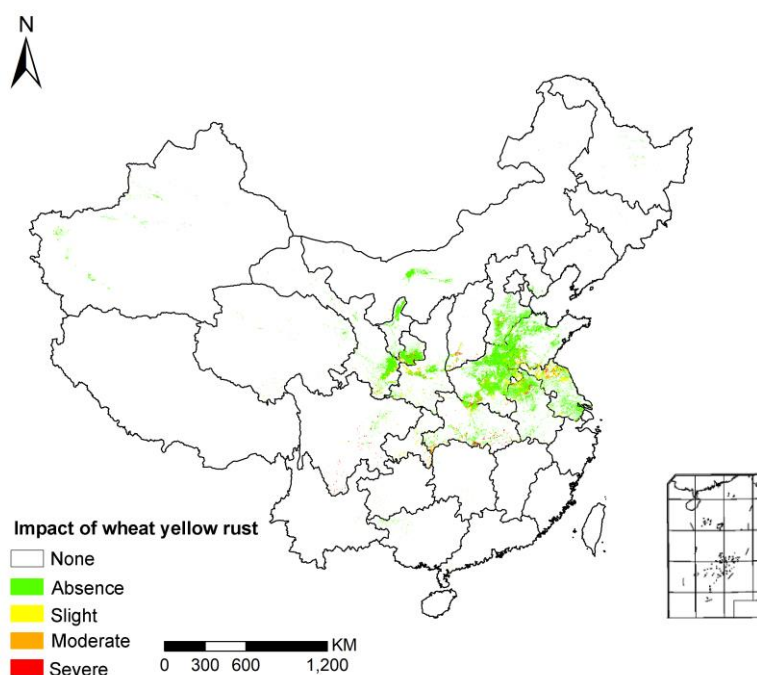 N
Impact of wheat yellow rust
None
Absence
Slight
Moderate
Severe
KM
0 300 600 1,200